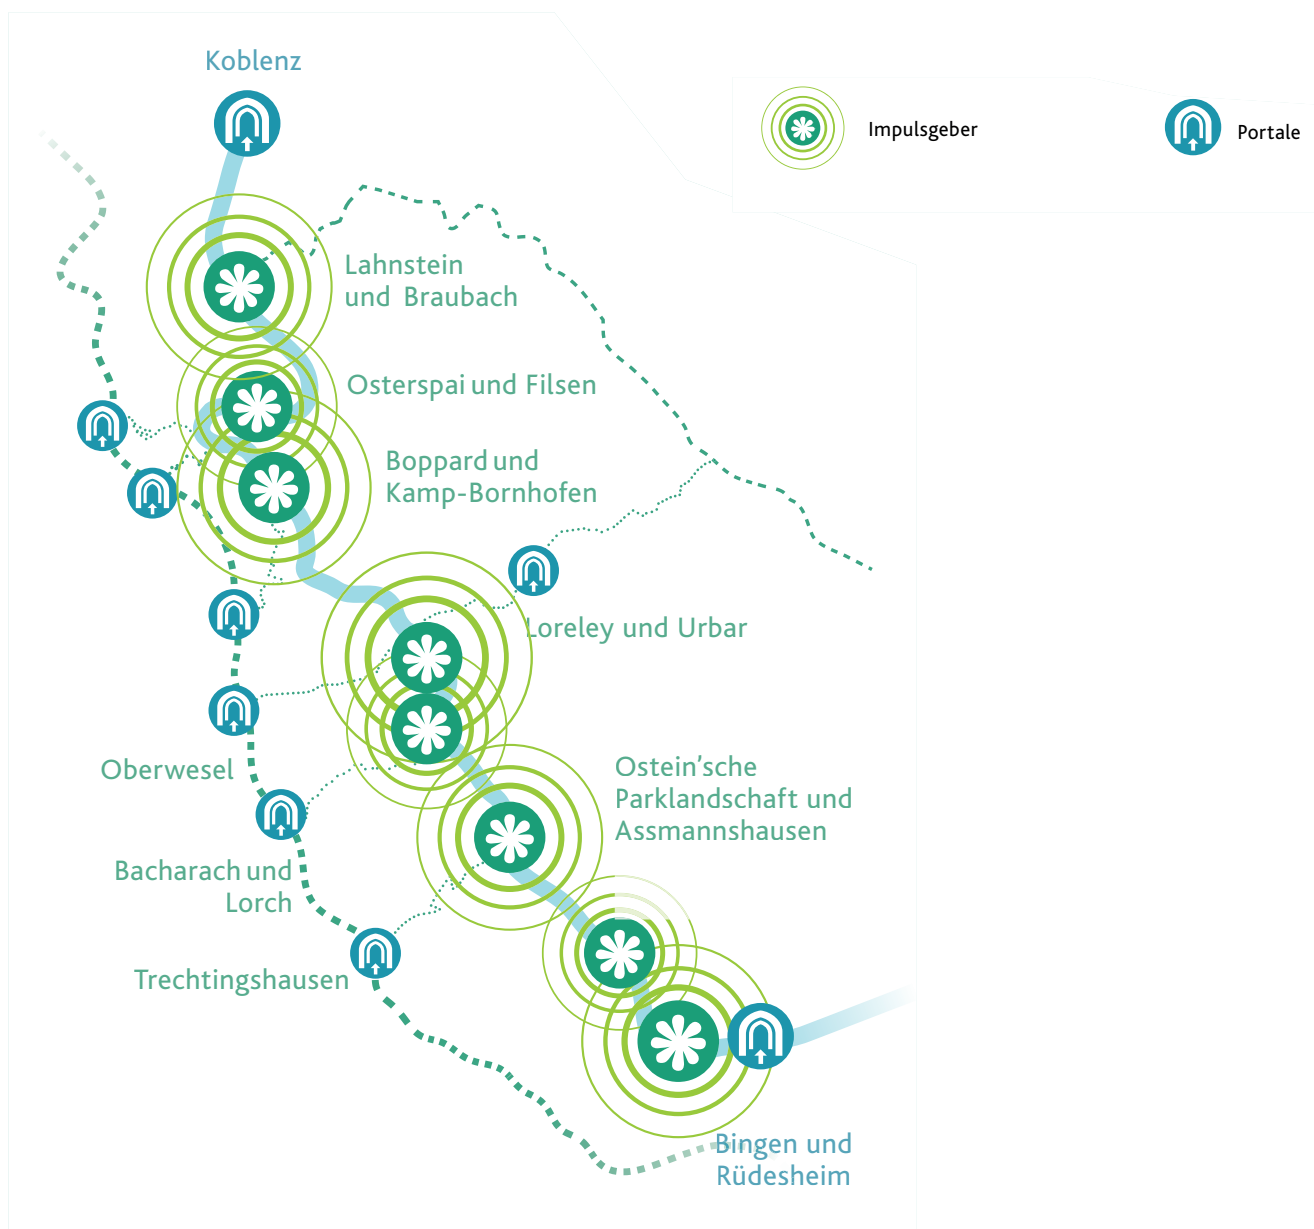 Koblenz
Impulsgeber
Portale
Lahnstein
und Braubach
Osterspai und Filsen
Boppard und
Kamp-Bornhofen
Loreley und Urbar
Oberwesel
Ostein'sche
Parklandschaft und
Assmannshausen
Bacharach und
Lorch
Trechtingshausen
Bingen und
Rüdesheim